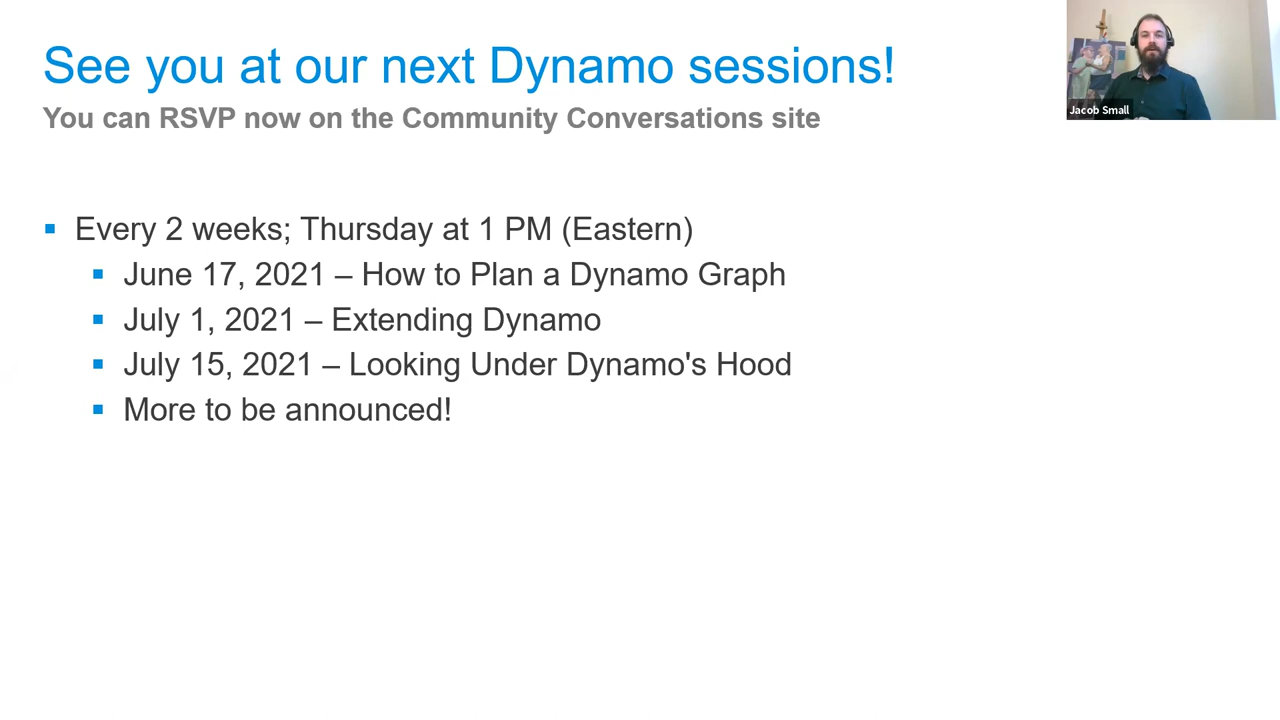 See you at our next Dynamo sessions!
You can RSVP now on the Community Conversations site
Jacob Small
Every 2 weeks; Thursday at 1 PM (Eastern)
June 17, 2021 – How to Plan a Dynamo Graph
July 1, 2021 – Extending Dynamo
July 15, 2021 – Looking Under Dynamo's Hood
More to be announced!